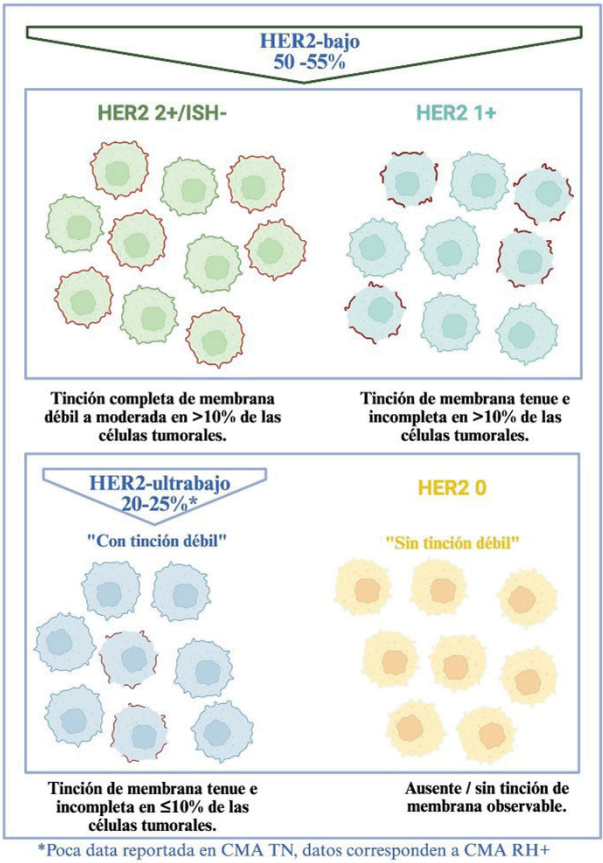 HER2-bajo
50 -55%
HER2 2+/ISH-
HER2 1+
Tinción completa de membrana
débil a moderada en >10% de las
células tumorales.
Tinción de membrana tenue e
incompleta en >10% de las
células tumorales.
HER2-ultrabajo
20-25%*
"Con tinción débil"
HER2 0
"Sin tinción débil"
Tinción de membrana tenue e
incompleta en ≤10% de las
células tumorales.
Ausente / sin tinción de
membrana observable.
*Poca data reportada en CMA TN, datos corresponden a CMA RH+